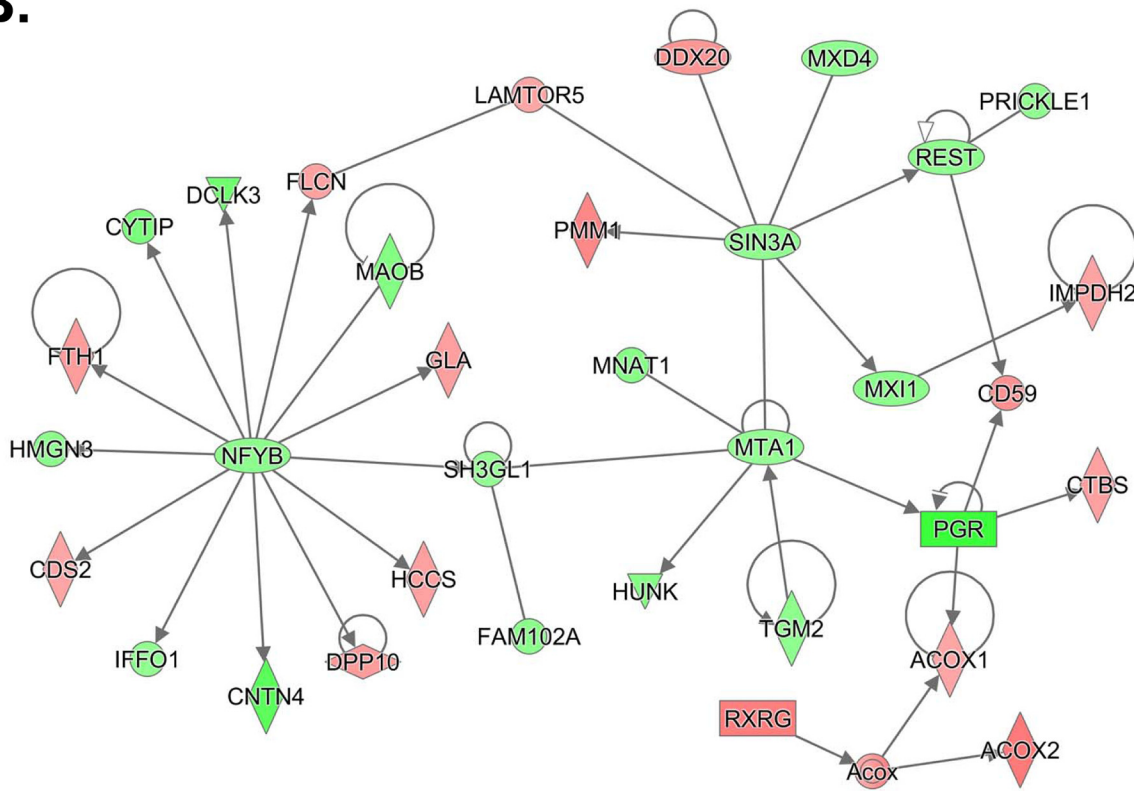 DDX20
MXD4
LAMTOR5
PRICKLE1
REST
FLCN
DCLK3
CYTIP
PMM1
SIN3A
MAOB
IMPDH2
FTH1
GLA
MNAT1
MXI1
CD59
HMGN3
NFYB
SH3GL1
MTA1
CTBS
PGR
CDS2
HCCS
HUNK
TGM2
FAM102A
IFFO1
DPP10
ACOX1
CNTN4
RXRG
ACOX2
Acox